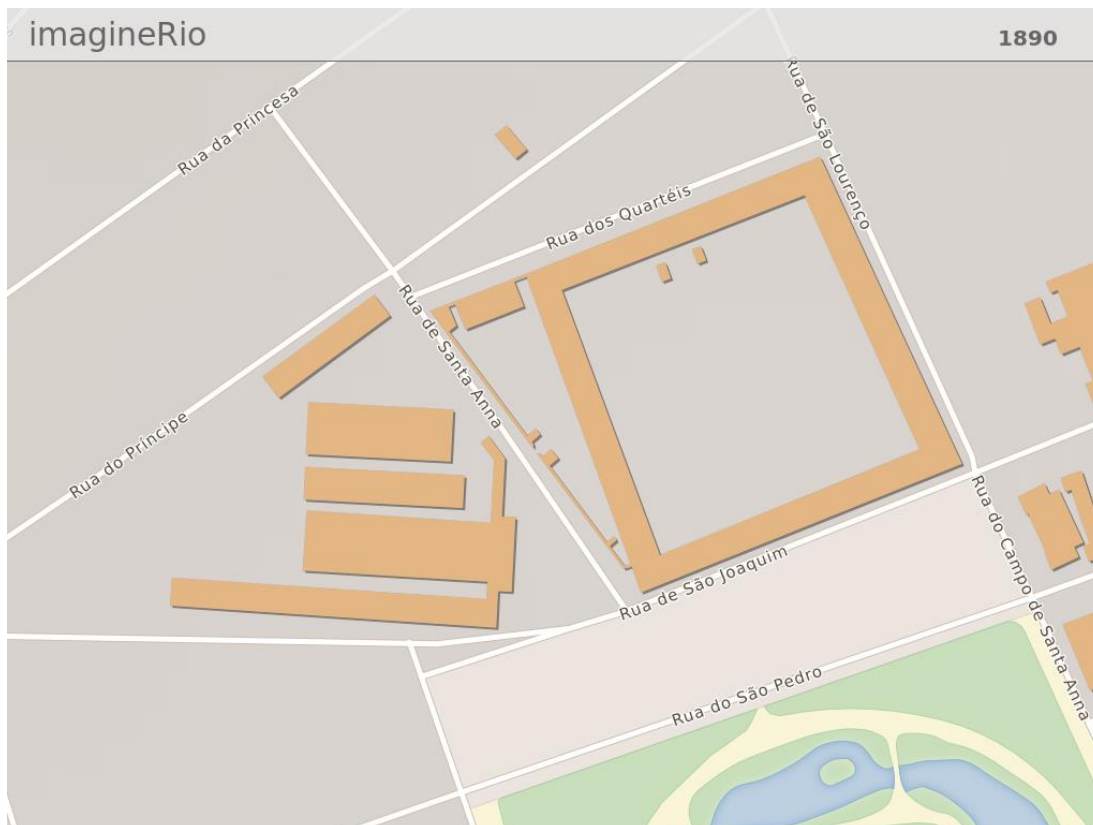 imagineRio
1890
Rua da Princesa
Rua de São Lourenço
Rua dos Quartéis
Rua de Santa Anna
Rua do Príncipe
Rua de São Joaquim
Rua do Campo de Santa Anna
Rua do São Pedro